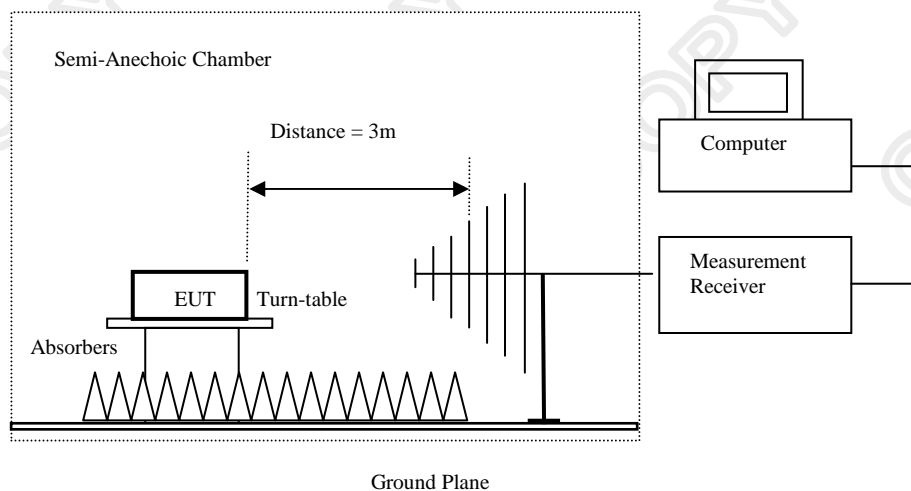 Semi-Anechoic Chamber
Distance = 3m
Computer
Measurement
Receiver
EUT
Turn-table
Absorbers
Ground Plane